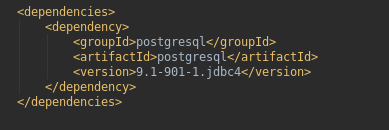 <dependencies>
<dependency>
<groupId>postgresql</groupId>
<artifactId>postgresql</artifactId>
<version>9.1-901-1.jdbc4</version>
</dependency>
</dependencies>